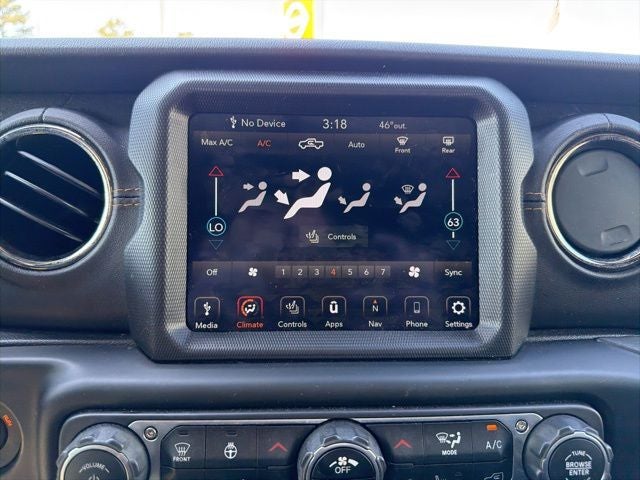 9
No Device 3:18 46° out.
Max A/C A/C Auto Front Rear
LO 63
Controls
Off 1 2 3 4 5 6 7 Sync
Media Climate Controls Apps Nav Phone Settings
N
FRONT MODE A/C
VOLUME OFF TUNE
BROWSE
ENTER